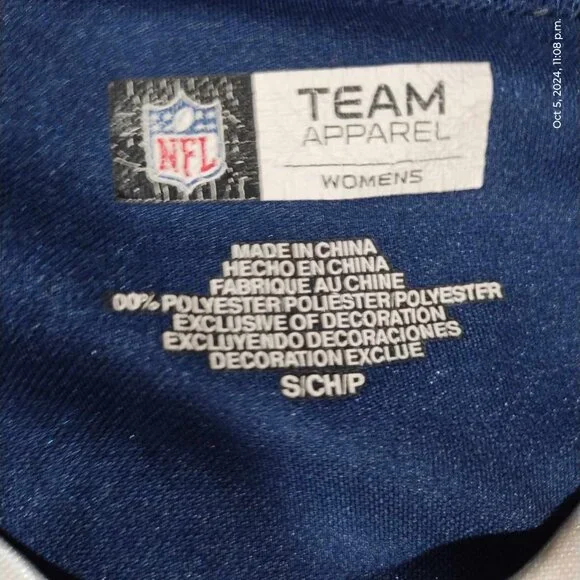 NFL
TEAM
APPAREL
WOMENS
MADE IN CHINA
HECHO EN CHINA
FABRIQUE AU CHINE
00% POLYESTER POLIÉSTER/POLYESTER
EXCLUSIVE OF DECORATION
EXCLUYENDO DECORACIONES
DECORATION EXCLUE
S/CH/P
Oct 5, 2024, 11:08 p.m.